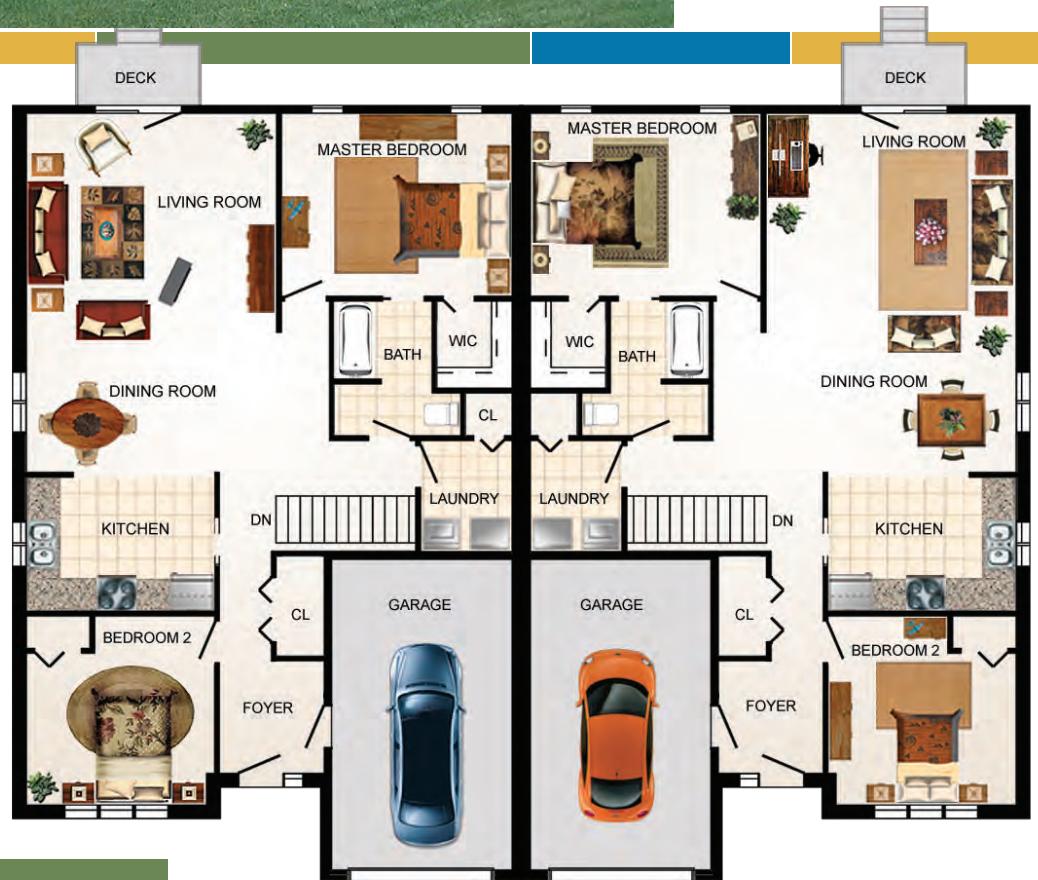 DECK
DECK
MASTER BEDROOM
MASTER BEDROOM
LIVING ROOM
LIVING ROOM
WIC
WIC
BATH
BATH
DINING ROOM
DINING ROOM
CL
LAUNDRY
LAUNDRY
DN
DN
KITCHEN
KITCHEN
GARAGE
GARAGE
CL
CL
BEDROOM 2
BEDROOM 2
FOYER
FOYER